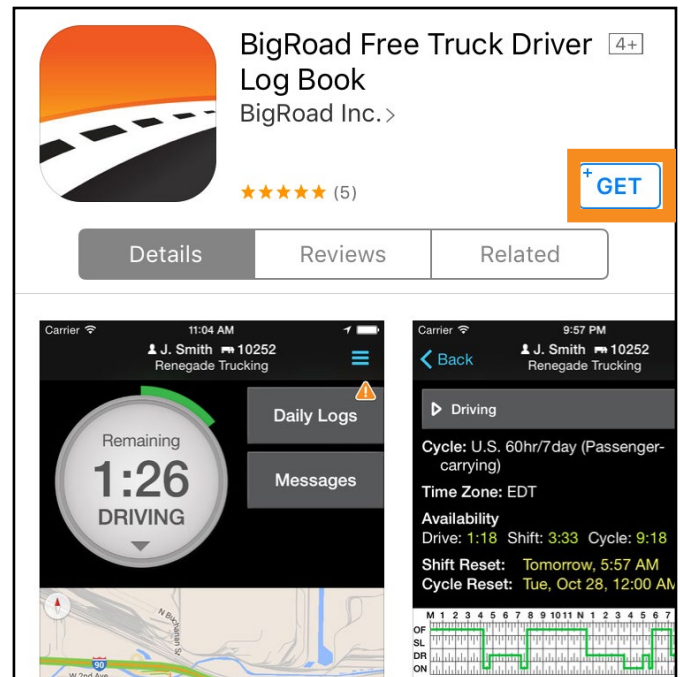 BigRoad Free Truck Driver 4+
Log Book
BigRoad Inc. >
★★★★★ (5)
+ GET
Details Reviews Related
Carrier 11:04 AM
J. Smith 10252
Renegade Trucking
Daily Logs
Remaining
1:26
DRIVING
Messages
N Buchanan St
90
W 2nd Ave
Carrier 9:57 PM
Back
J. Smith 10252
Renegade Trucking
Driving
Cycle: U.S. 60hr/7day (Passenger-
carrying)
Time Zone: EDT
Availability
Drive: 1:18 Shift: 3:33 Cycle: 9:18
Shift Reset: Tomorrow, 5:57 AM
Cycle Reset: Tue, Oct 28, 12:00 AM
M 1 2 3 4 5 6 7 8 9 10 11 N 1 2 3 4 5 6 7
OF
SL
DR
ON